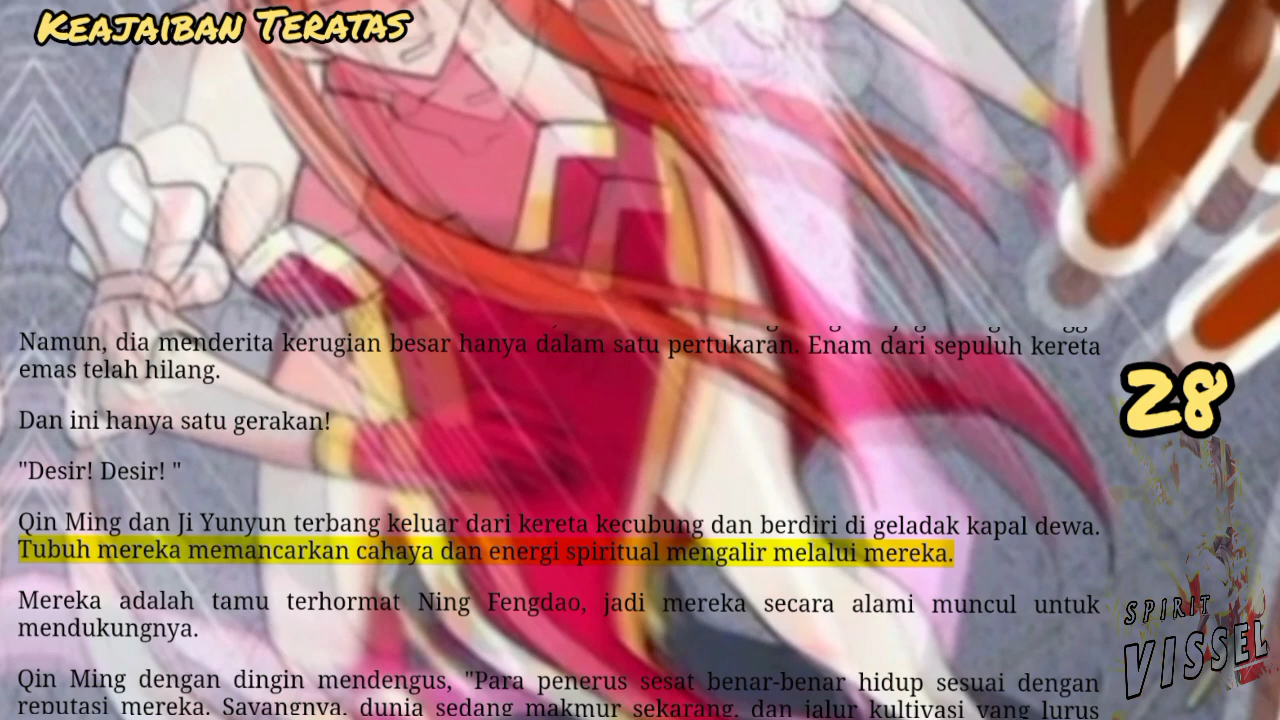 Keajaiban Teratas
Namun, dia menderita kerugian besar hanya dalam satu pertukaran. Enam dari sepuluh kereta
emas telah hilang.
Dan ini hanya satu gerakan!
"Desir! Desir! "
Qin Ming dan Ji Yunyun terbang keluar dari kereta kecubung dan berdiri di geladak kapal dewa.
Tubuh mereka memancarkan cahaya dan energi spiritual mengalir melalui mereka.
Mereka adalah tamu terhormat Ning Fengdao, jadi mereka secara alami muncul untuk
mendukungnya.
Qin Ming dengan dingin mendengus, "Para penerus sesat benar-benar hidup sesuai dengan
reputasi mereka. Sayangnya, dunia sedang makmur sekarang, dan jalur kultivasi yang lurus
28
SPIRIT
VISSEL